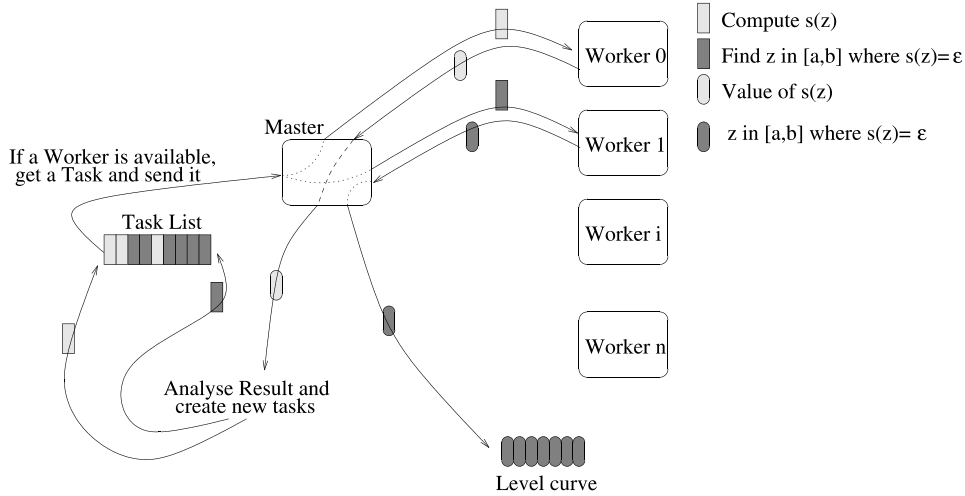 Compute s(z)
Worker 0
Find z in [a,b] where s(z)= ε
Value of s(z)
Master
Worker 1
z in [a,b] where s(z)= ε
If a Worker is available,
get a Task and send it
Task List
Worker i
Worker n
Analyse Result and
create new tasks
Level curve